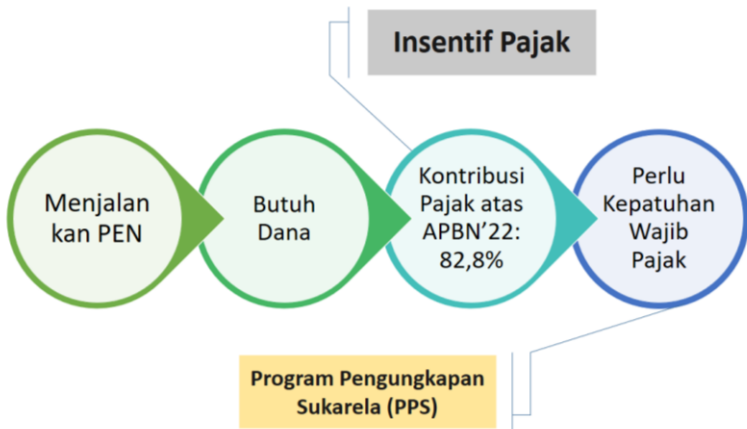 Insentif Pajak
Menjalan
kan PEN
Butuh
Dana
Kontribusi
Pajak atas
APBN’22:
82,8%
Perlu
Kepatuhan
Wajib
Pajak
Program Pengungkapan
Sukarela (PPS)